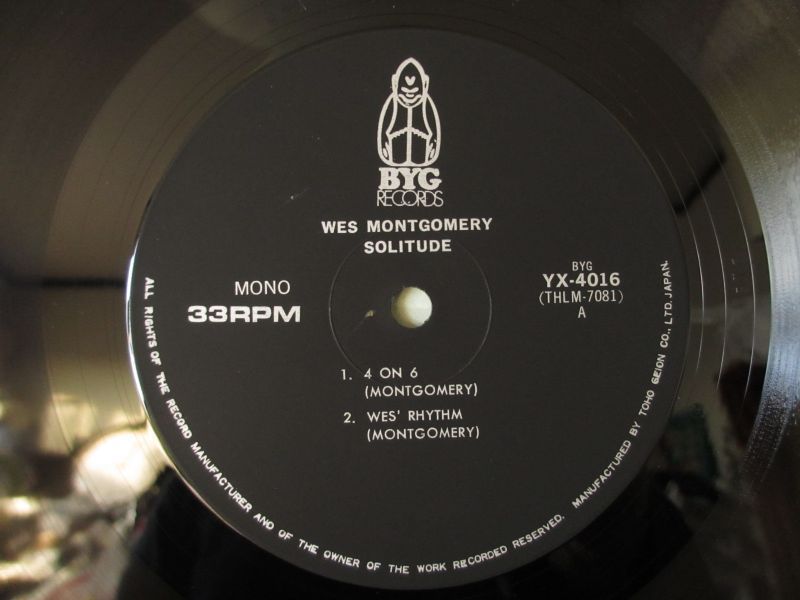 BYG
RECORDS
WES MONTGOMERY
SOLITUDE
MONO
33RPM
BYG
YX-4016
(THLM-7081)
A
1. 4 ON 6
(MONTGOMERY)
2. WES' RHYTHM
(MONTGOMERY)
ALL RIGHTS OF THE RECORD MANUFACTURER AND OF THE OWNER OF THE WORK RECORDED RESERVED. MANUFACTURED BY TOHO GEION CO., LTD. JAPAN.